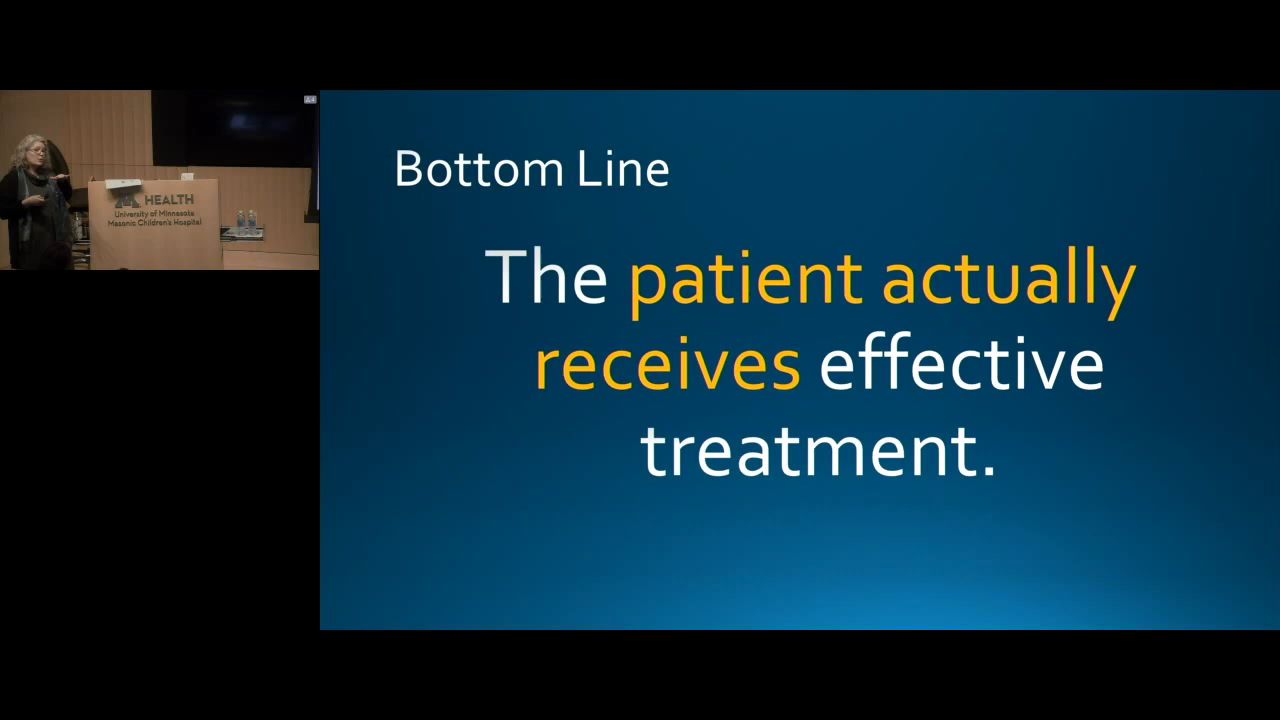 M HEALTH
University of Minnesota
Masonic Children's Hospital
Bottom Line
The patient actually
receives effective
treatment.